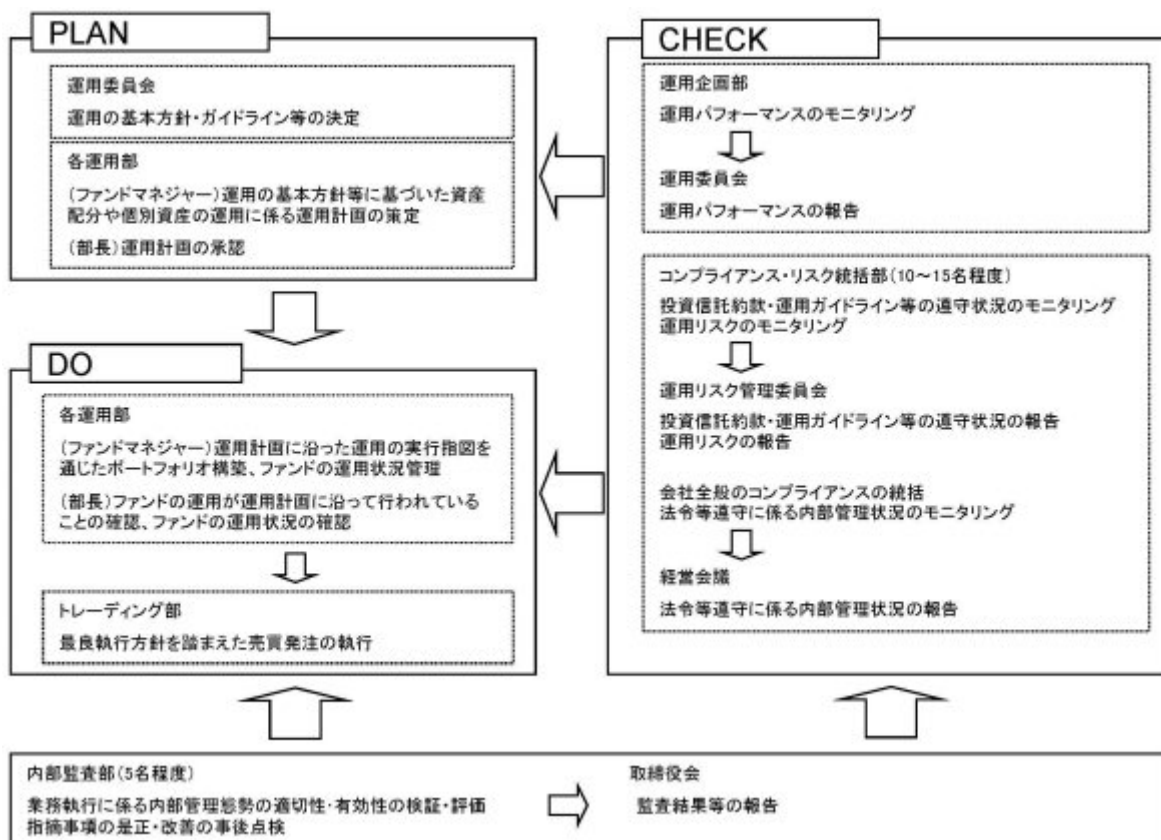 PLAN
運用委員会
運用の基本方針・ガイドライン等の決定
各運用部
(ファンドマネジャー)運用の基本方針等に基づいた資産
配分や個別資産の運用に係る運用計画の策定
(部長)運用計画の承認
DO
各運用部
(ファンドマネジャー)運用計画に沿った運用の実行指図を
通じたポートフォリオ構築、ファンドの運用状況管理
(部長)ファンドの運用が運用計画に沿って行われている
ことの確認、ファンドの運用状況の確認
トレーディング部
最良執行方針を踏まえた売買発注の執行
CHECK
運用企画部
運用パフォーマンスのモニタリング
運用委員会
運用パフォーマンスの報告
コンプライアンス・リスク統括部(10～15名程度)
投資信託約款・運用ガイドライン等の遵守状況のモニタリング
運用リスクのモニタリング
運用リスク管理委員会
投資信託約款・運用ガイドライン等の遵守状況の報告
運用リスクの報告
会社全般のコンプライアンスの統括
法令等遵守に係る内部管理状況のモニタリング
経営会議
法令等遵守に係る内部管理状況の報告
内部監査部(5名程度)
業務執行に係る内部管理態勢の適切性・有効性の検証・評価
指摘事項の是正・改善の事後点検
取締役会
監査結果等の報告